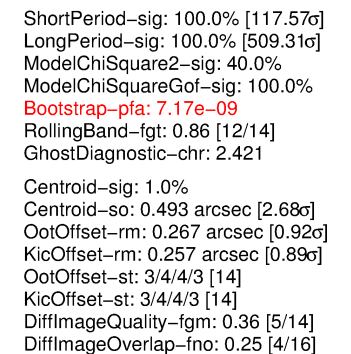 ShortPeriod−sig: 100.0% [117.57σ]
LongPeriod−sig: 100.0% [509.31σ]
ModelChiSquare2−sig: 40.0%
ModelChiSquareGof−sig: 100.0%
Bootstrap−pfa: 7.17e−09
RollingBand−fgt: 0.86 [12/14]
GhostDiagnostic−chr: 2.421
Centroid−sig: 1.0%
Centroid−so: 0.493 arcsec [2.68σ]
OotOffset−rm: 0.267 arcsec [0.92σ]
KicOffset−rm: 0.257 arcsec [0.89σ]
OotOffset−st: 3/4/4/3 [14]
KicOffset−st: 3/4/4/3 [14]
DiffImageQuality−fgm: 0.36 [5/14]
DiffImageOverlap−fno: 0.25 [4/16]